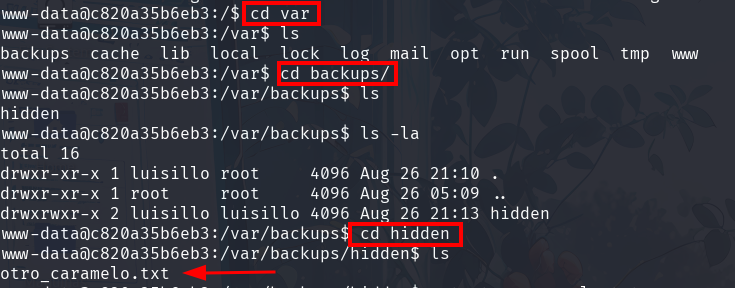 www-data@c820a35b6eb3:/$ cd var
www-data@c820a35b6eb3:/var$ ls
backups  cache  lib  local  lock  log  mail  opt  run  spool  tmp  www
www-data@c820a35b6eb3:/var$ cd backups/
www-data@c820a35b6eb3:/var/backups$ ls
hidden
www-data@c820a35b6eb3:/var/backups$ ls -la
total 16
drwxr-xr-x 1 luisillo root     4096 Aug 26 21:10 .
drwxr-xr-x 1 root     root     4096 Aug 26 05:09 ..
drwxrwxr-x 2 luisillo luisillo 4096 Aug 26 21:13 hidden
www-data@c820a35b6eb3:/var/backups$ cd hidden
www-data@c820a35b6eb3:/var/backups/hidden$ ls
otro_caramelo.txt